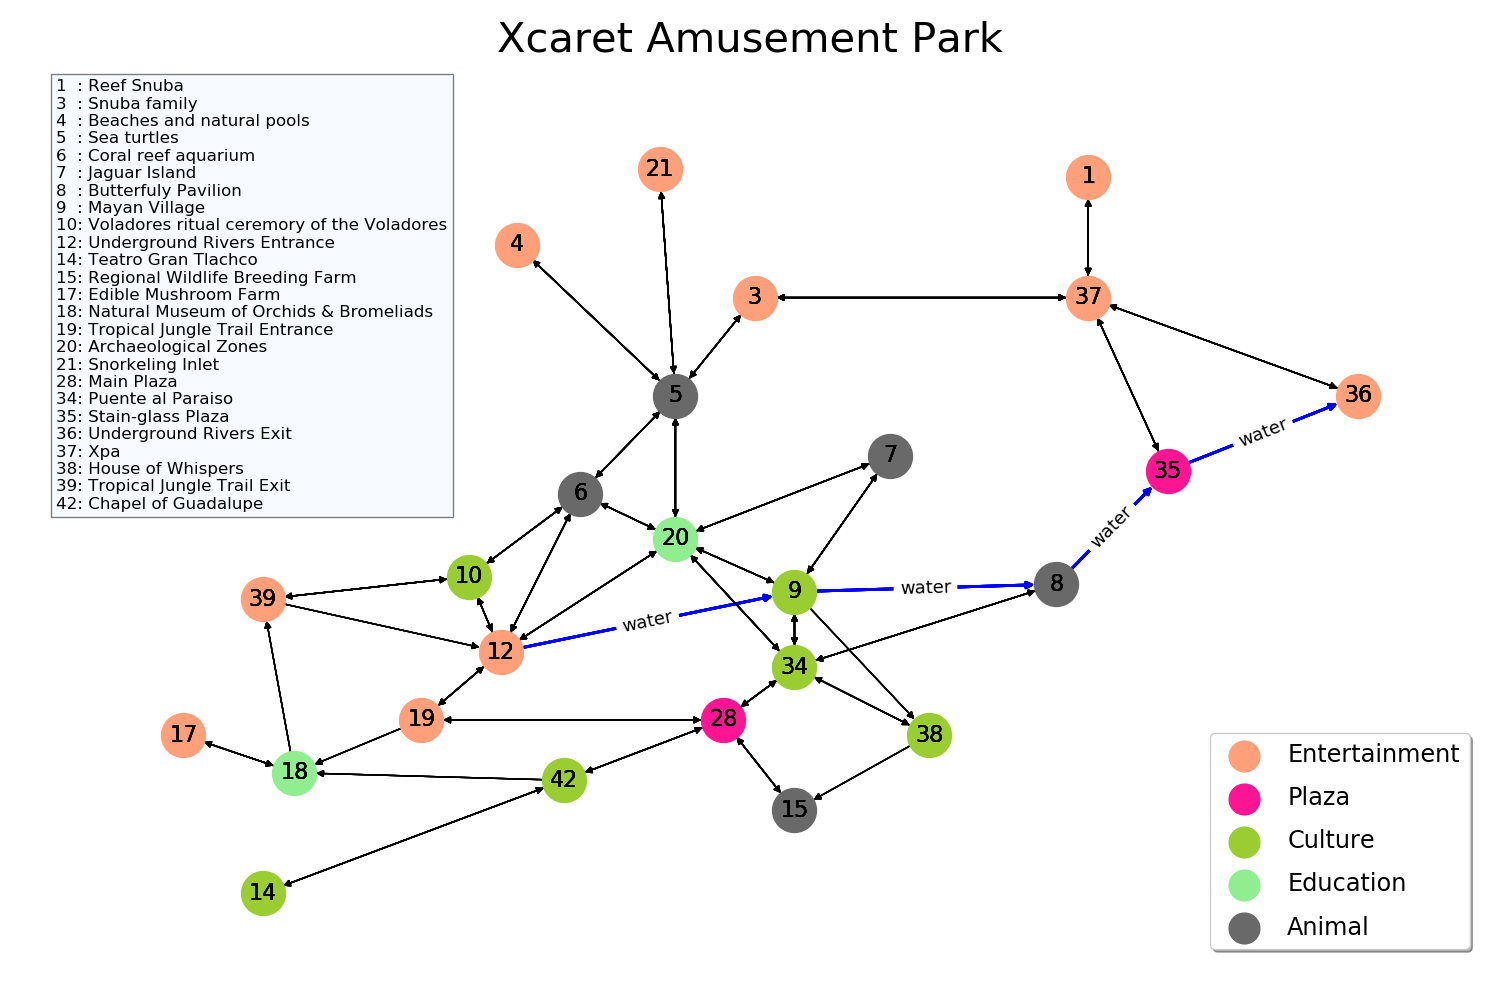 Xcaret Amusement Park
1 : Reef Snuba
3 : Snuba family
4 : Beaches and natural pools
5 : Sea turtles
6 : Coral reef aquarium
7 : Jaguar Island
8 : Butterfuly Pavilion
9 : Mayan Village
10: Voladores ritual ceremory of the Voladores
12: Underground Rivers Entrance
14: Teatro Gran Tlachco
15: Regional Wildlife Breeding Farm
17: Edible Mushroom Farm
18: Natural Museum of Orchids & Bromeliads
19: Tropical Jungle Trail Entrance
20: Archaeological Zones
21: Snorkeling Inlet
28: Main Plaza
34: Puente al Paraiso
35: Stain-glass Plaza
36: Underground Rivers Exit
37: Xpa
38: House of Whispers
39: Tropical Jungle Trail Exit
42: Chapel of Guadalupe
21
1
4
3
37
5
36
7
35
water
6
water
20
10
8
water
9
39
water
12
34
19
28
17
38
18
42
15
14
Entertainment
Plaza
Culture
Education
Animal